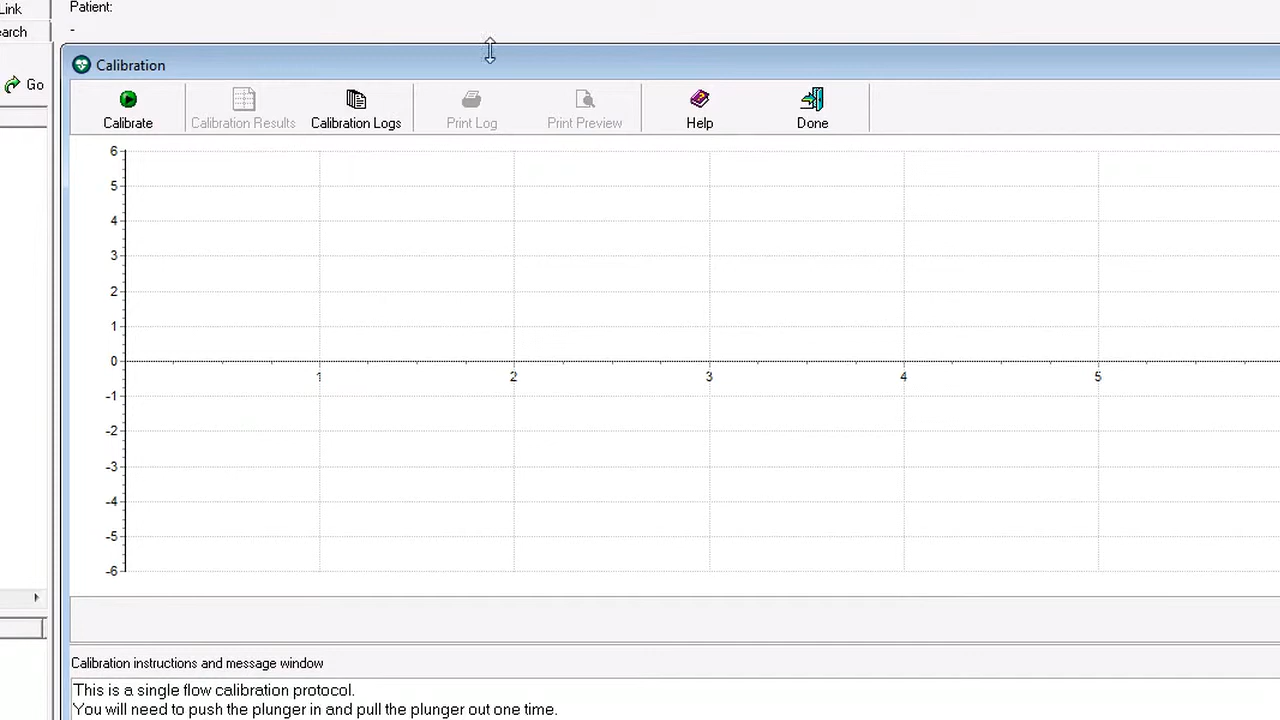 Link
Patient:
earch
-
Go
Calibration
Calibrate
Calibration Results
Calibration Logs
Print Log
Print Preview
Help
Done
6
5
4
3
2
1
0
1 2 3 4 5
-1
-2
-3
-4
-5
-6
Calibration instructions and message window
This is a single flow calibration protocol.
You will need to push the plunger in and pull the plunger out one time.